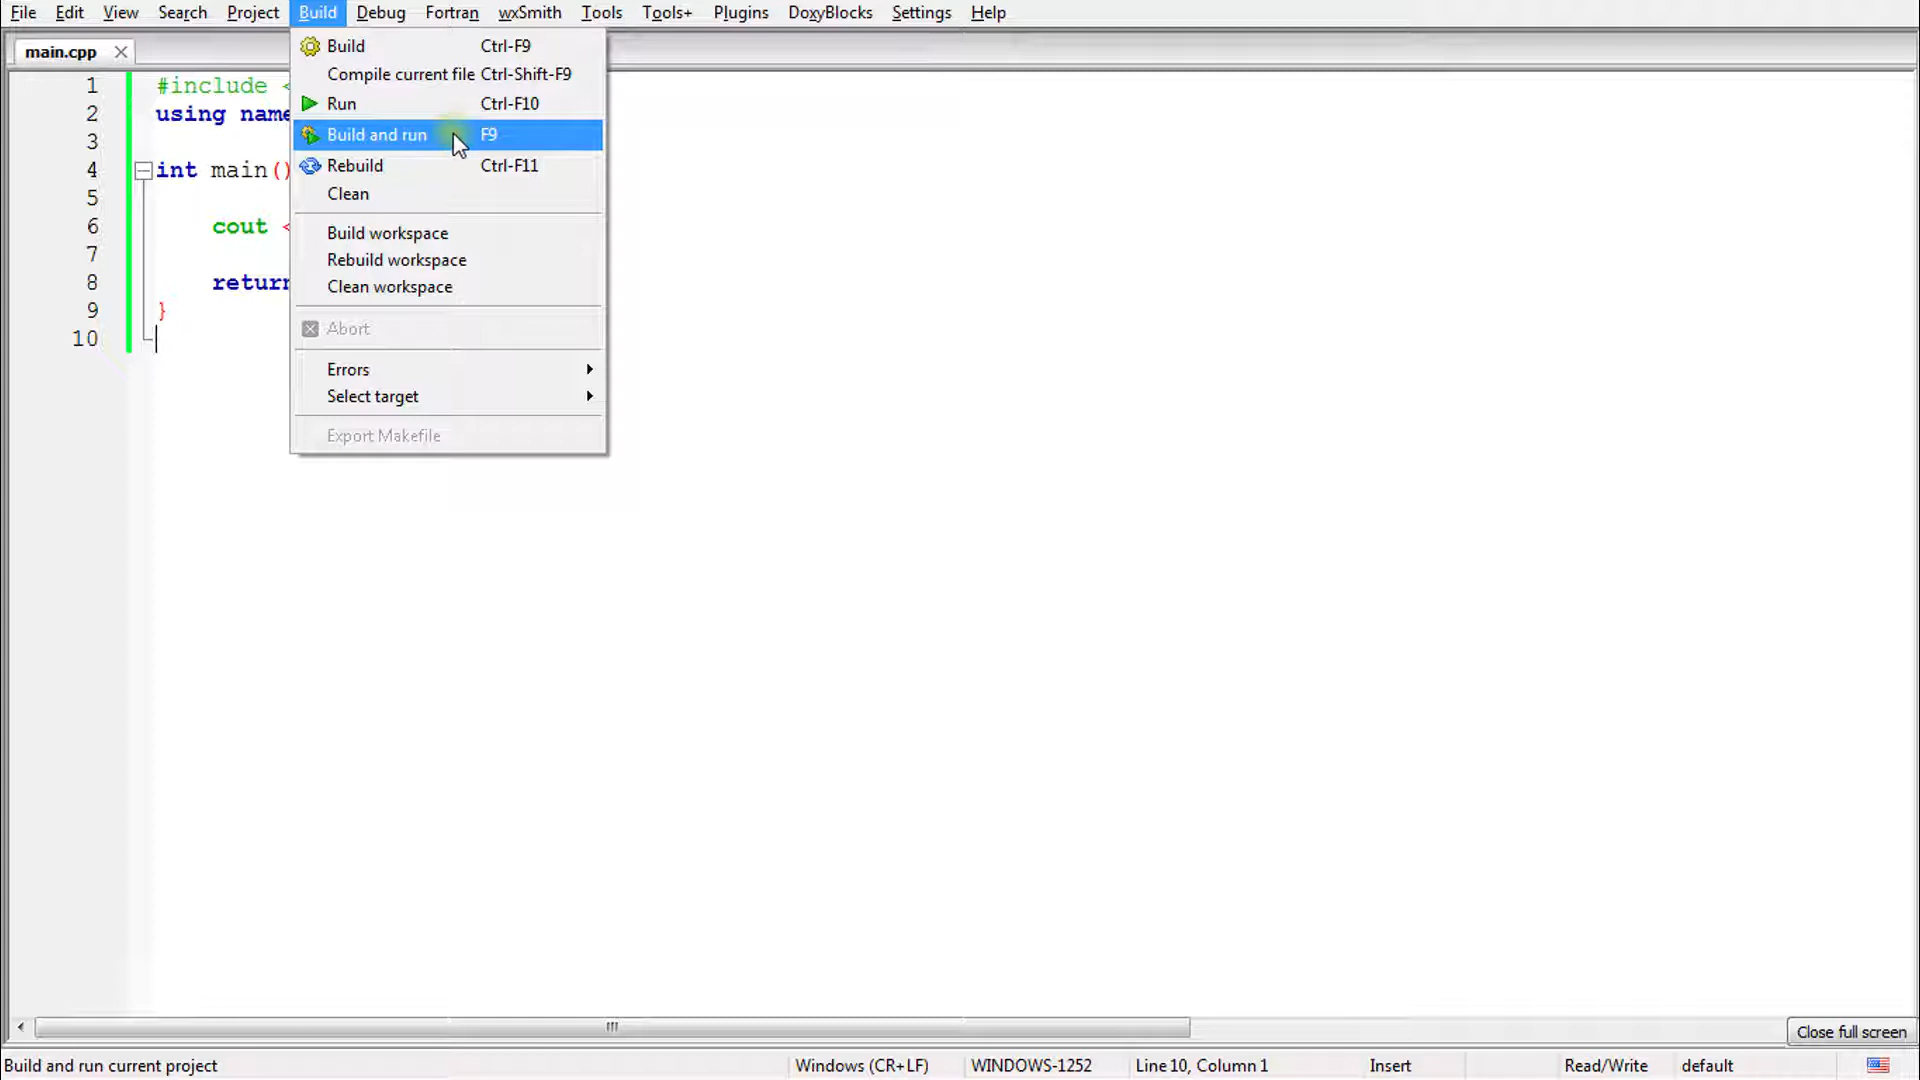 File Edit View Search Project Build Debug Fortran wxSmith Tools Tools+ Plugins DoxyBlocks Settings Help
main.cpp
Build Ctrl-F9
Compile current file Ctrl-Shift-F9
Run Ctrl-F10
Build and run F9
Rebuild Ctrl-F11
Clean
Build workspace
Rebuild workspace
Clean workspace
Abort
Errors
Select target
Export Makefile
1 #include <
2 using name
3
4 int main()
5
6 cout <
7
8 return
9 }
10
Close full screen
Build and run current project Windows (CR+LF) WINDOWS-1252 Line 10, Column 1 Insert Read/Write default